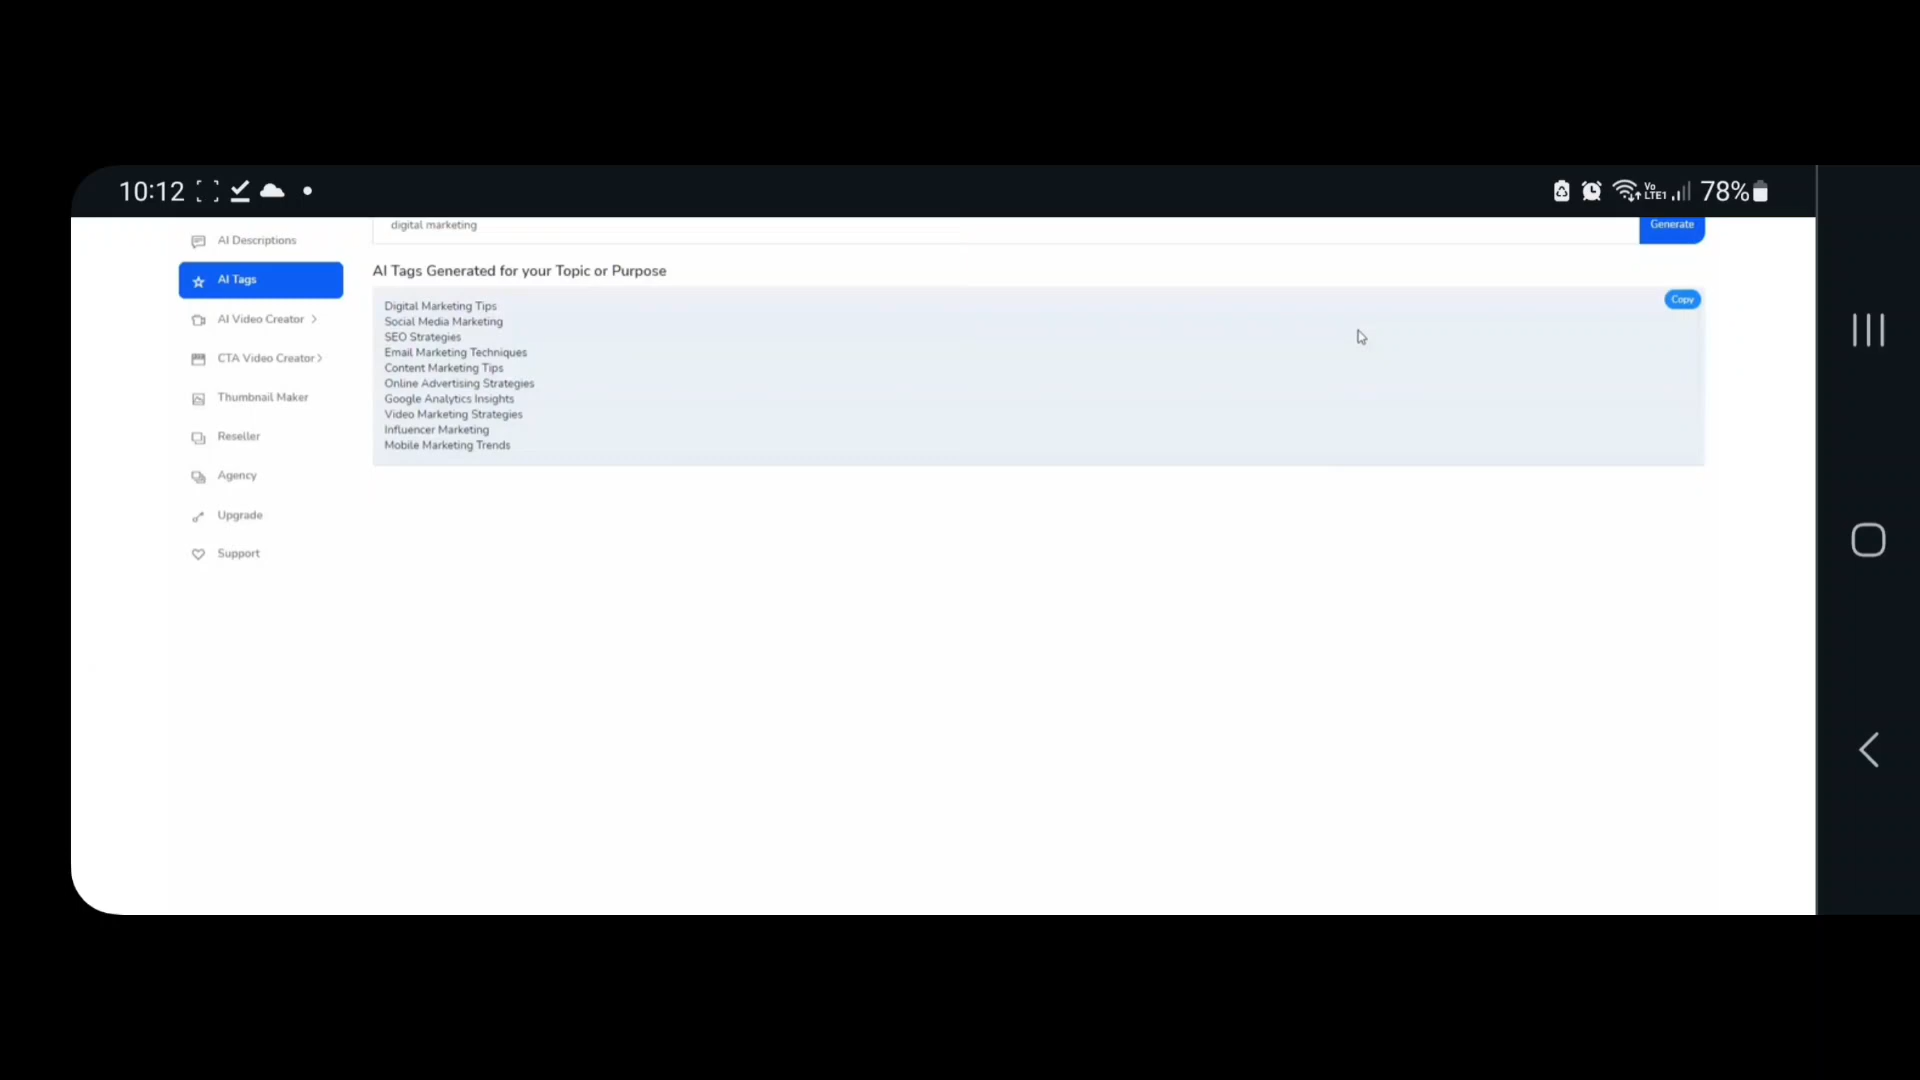 10:12
Vo
LTE1
78%
digital marketing
Generate
AI Descriptions
AI Tags
AI Video Creator
CTA Video Creator
Thumbnail Maker
Reseller
Agency
Upgrade
Support
AI Tags Generated for your Topic or Purpose
Copy
Digital Marketing Tips
Social Media Marketing
SEO Strategies
Email Marketing Techniques
Content Marketing Tips
Online Advertising Strategies
Google Analytics Insights
Video Marketing Strategies
Influencer Marketing
Mobile Marketing Trends